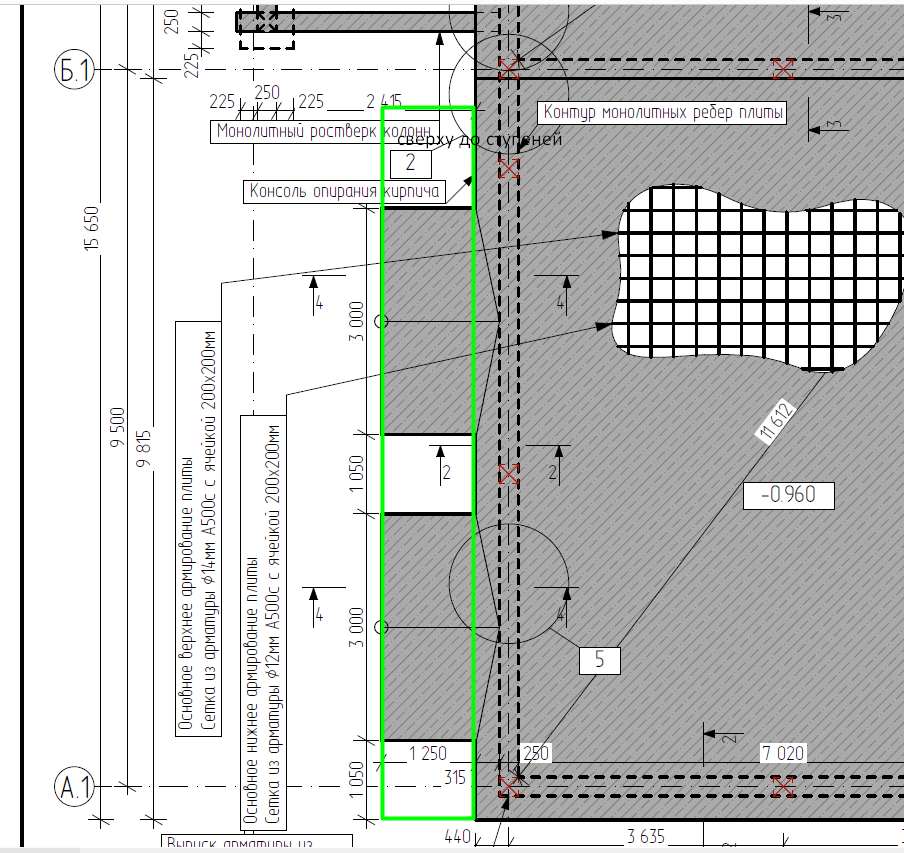 250
3
Б.1
225
250
225
225
2 415
Контур монолитных ребер плиты
Монолитный ростверк колонн
3
сверху до ступеней
2
Консоль опирания кирпича
15 650
4
4
3 000
Основное верхнее армирование плиты
Сетка из арматуры ф14мм А500с с ячейкой 200х200мм
Основное нижнее армирование плиты
Сетка из арматуры ф12мм А500с с ячейкой 200х200мм
9 500
9 815
11 612
1 050
2
2
-0.960
4
4
3 000
5
2
1 250
250
7 020
315
1 050
А.1
440
3 635
Выпуск арматуры из